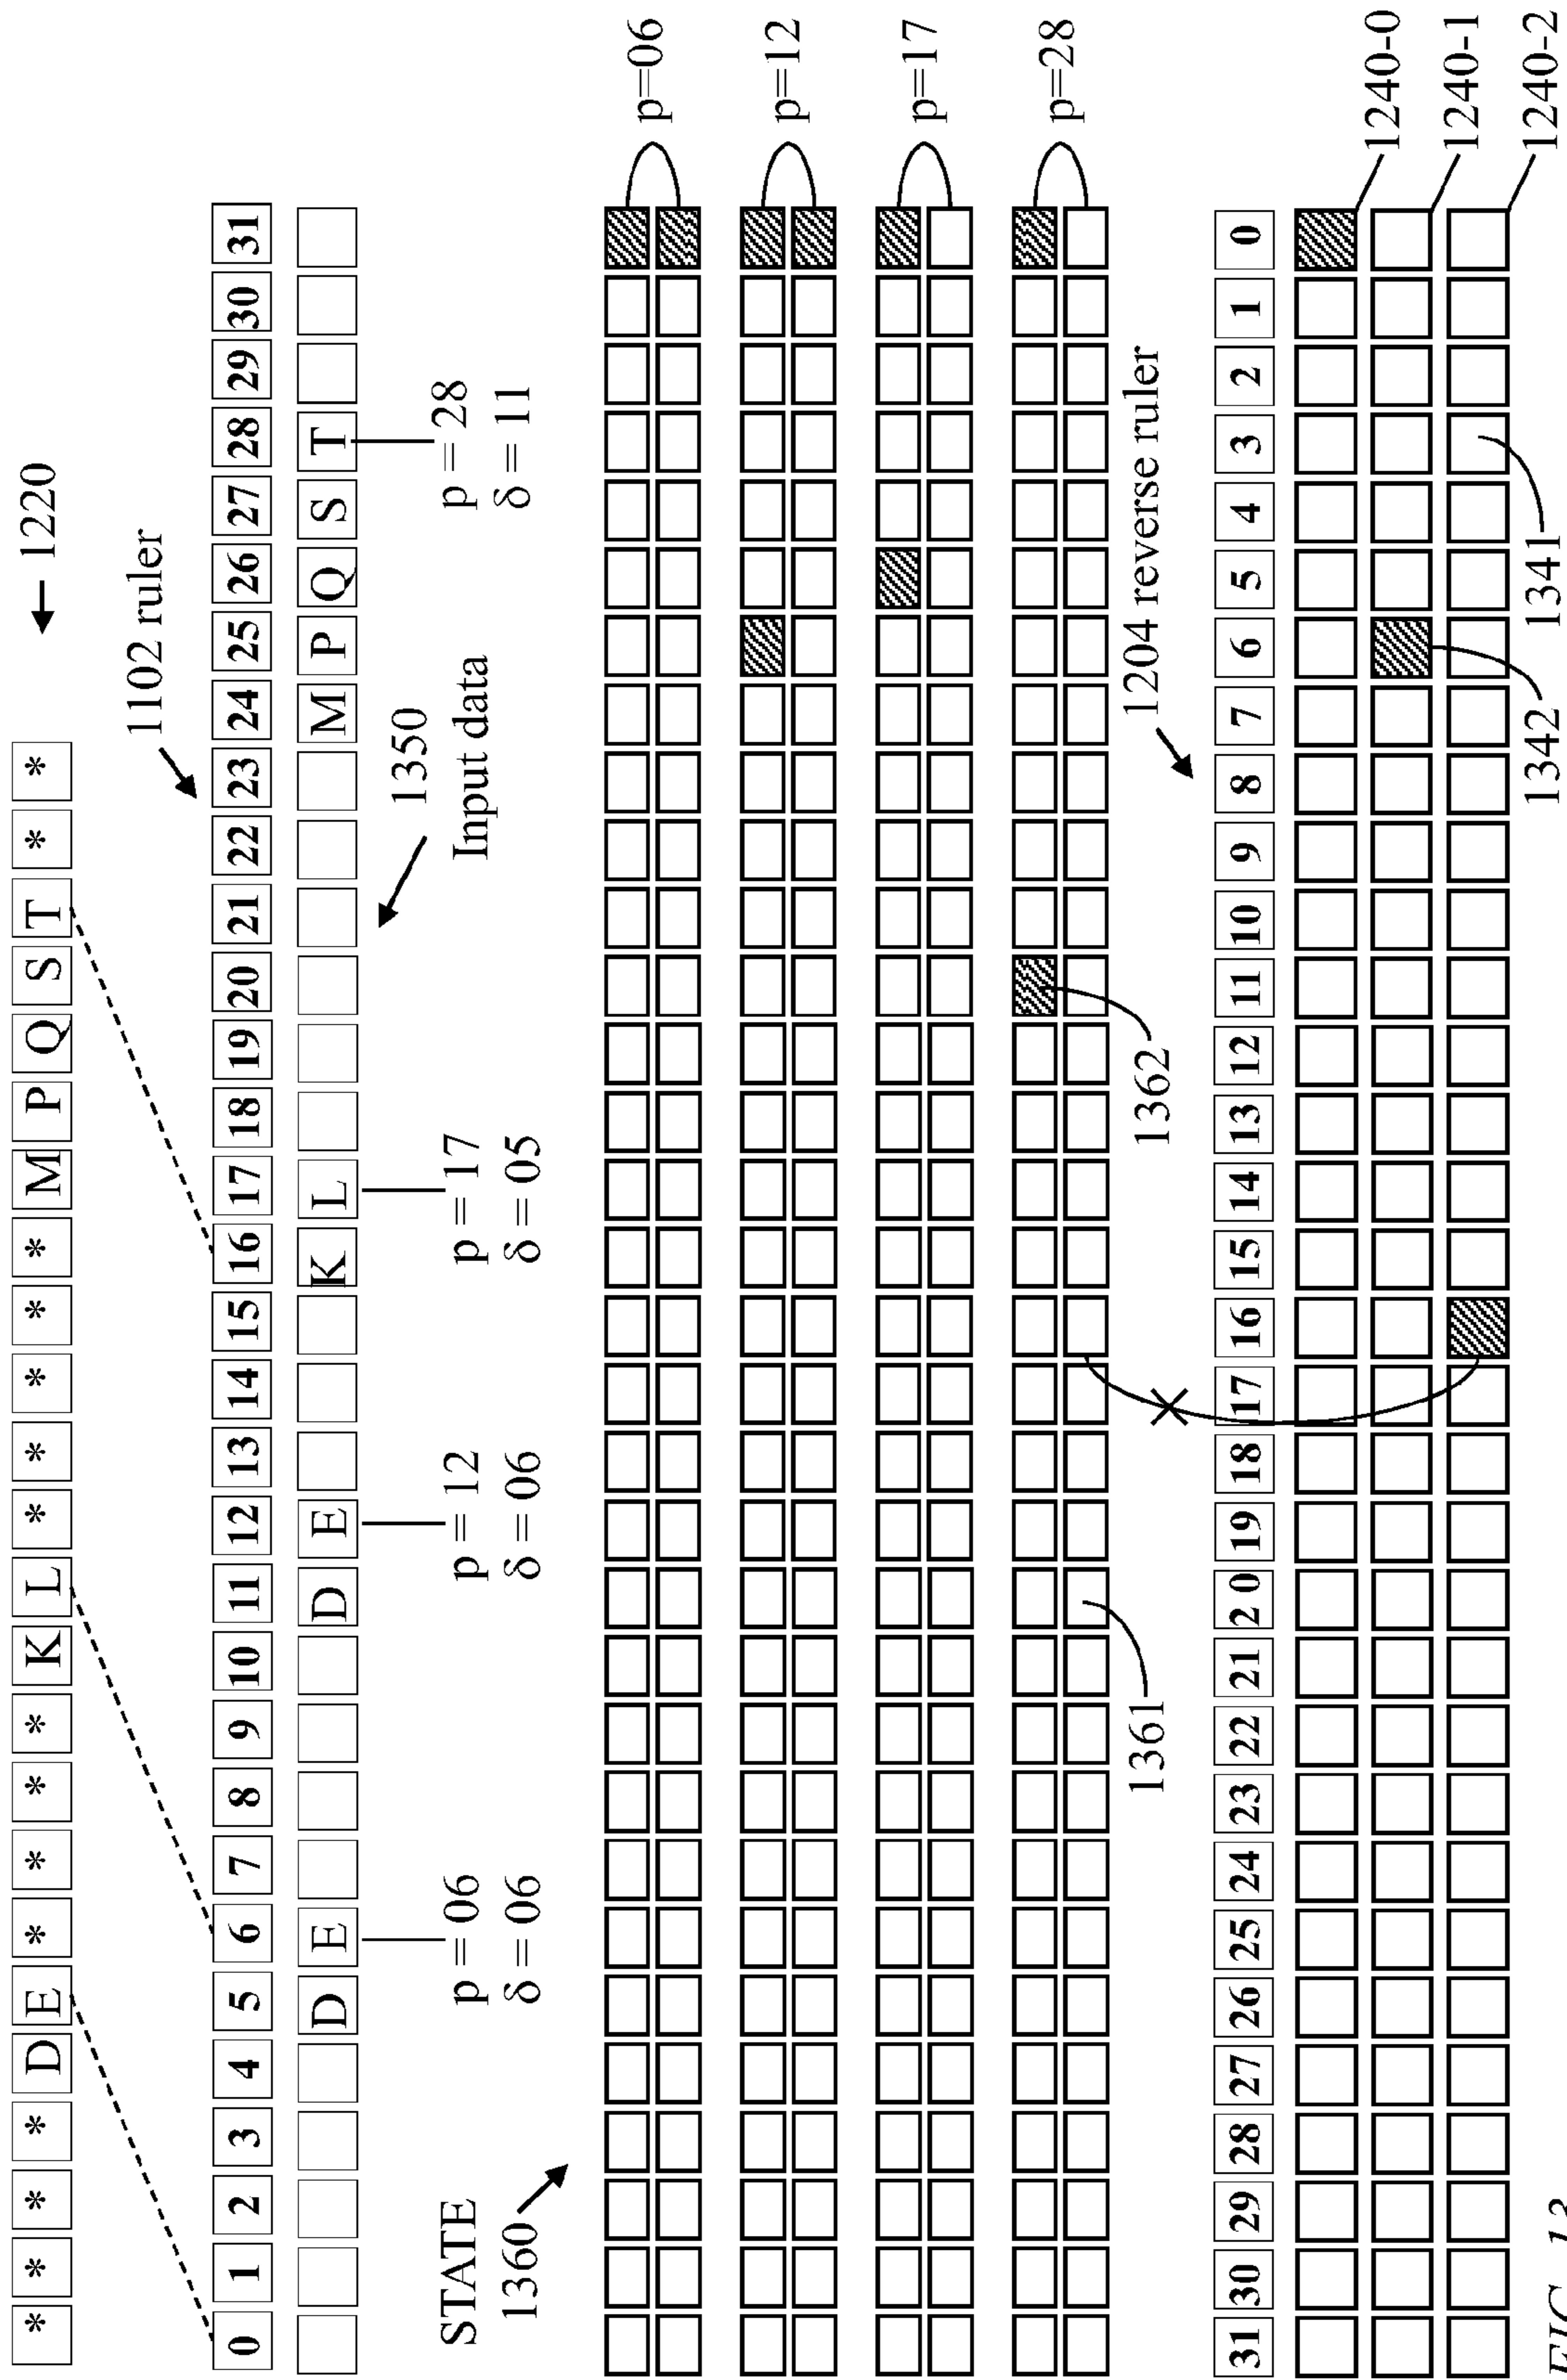 * * * * D E * * * * K L * * * * * M P Q S T * * ← 1220
1102 ruler
0 1 2 3 4 5 6 7 8 9 10 11 12 13 14 15 16 17 18 19 20 21 22 23 24 25 26 27 28 29 30 31
D E D E K L M P Q S T
1350
Input data
p = 06 p = 12 p = 17 p = 28
δ = 06 δ = 06 δ = 05 δ = 11
STATE
1360
p=06
p=12
p=17
p=28
1361 1362
1204 reverse ruler
31 30 29 28 27 26 25 24 23 22 21 20 19 18 17 16 15 14 13 12 11 10 9 8 7 6 5 4 3 2 1 0
1240-0
1240-1
1240-2
1342 1341
FIG. 13